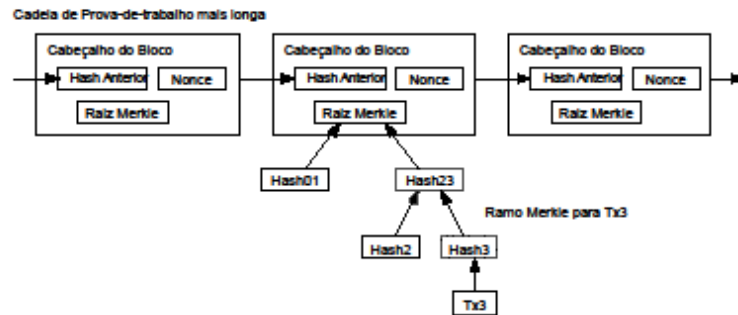 Cadeia de Prova-de-trabalho mais longa
Cabeçalho do Bloco
Cabeçalho do Bloco
Cabeçalho do Bloco
Hash Anterior
Nonce
Hash Anterior
Nonce
Hash Anterior
Nonce
Raiz Merkle
Raiz Merkle
Raiz Merkle
Hash01
Hash23
Ramo Merkle para Tx3
Hash2
Hash3
Tx3